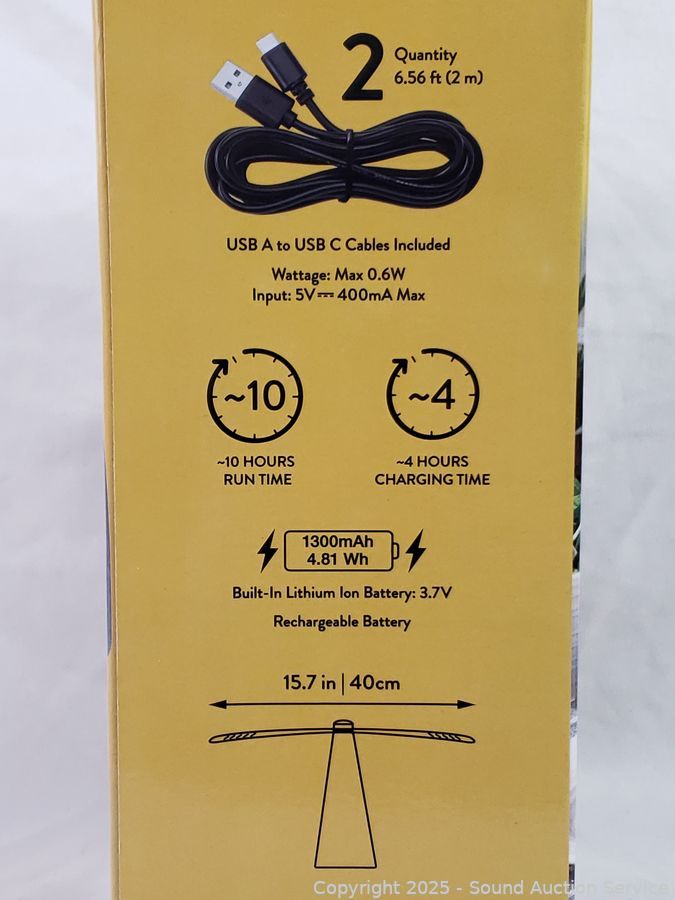 2
Quantity
6.56 ft (2 m)
USB A to USB C Cables Included
Wattage: Max 0.6W
Input: 5V⎓400mA Max
~10
~4
~10 HOURS
RUN TIME
~4 HOURS
CHARGING TIME
1300mAh
4.81 Wh
Built-In Lithium Ion Battery: 3.7V
Rechargeable Battery
15.7 in | 40cm
Copyright 2025 - Sound Auction Service